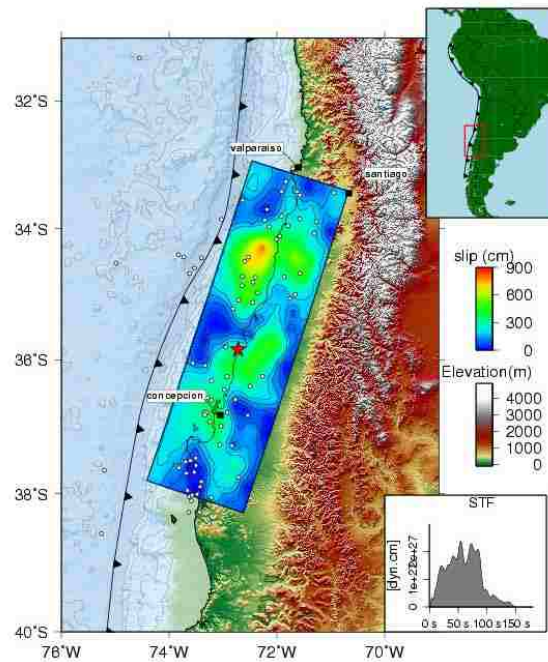 32°S
34°S
36°S
38°S
40°S
76°W
74°W
72°W
70°W
valparaiso
santiago
concepcion
slip (cm)
900
600
300
0
Elevation(m)
4000
3000
2000
1000
0
STF
[dyn.cm]
0 s
50 s
100 s
150 s